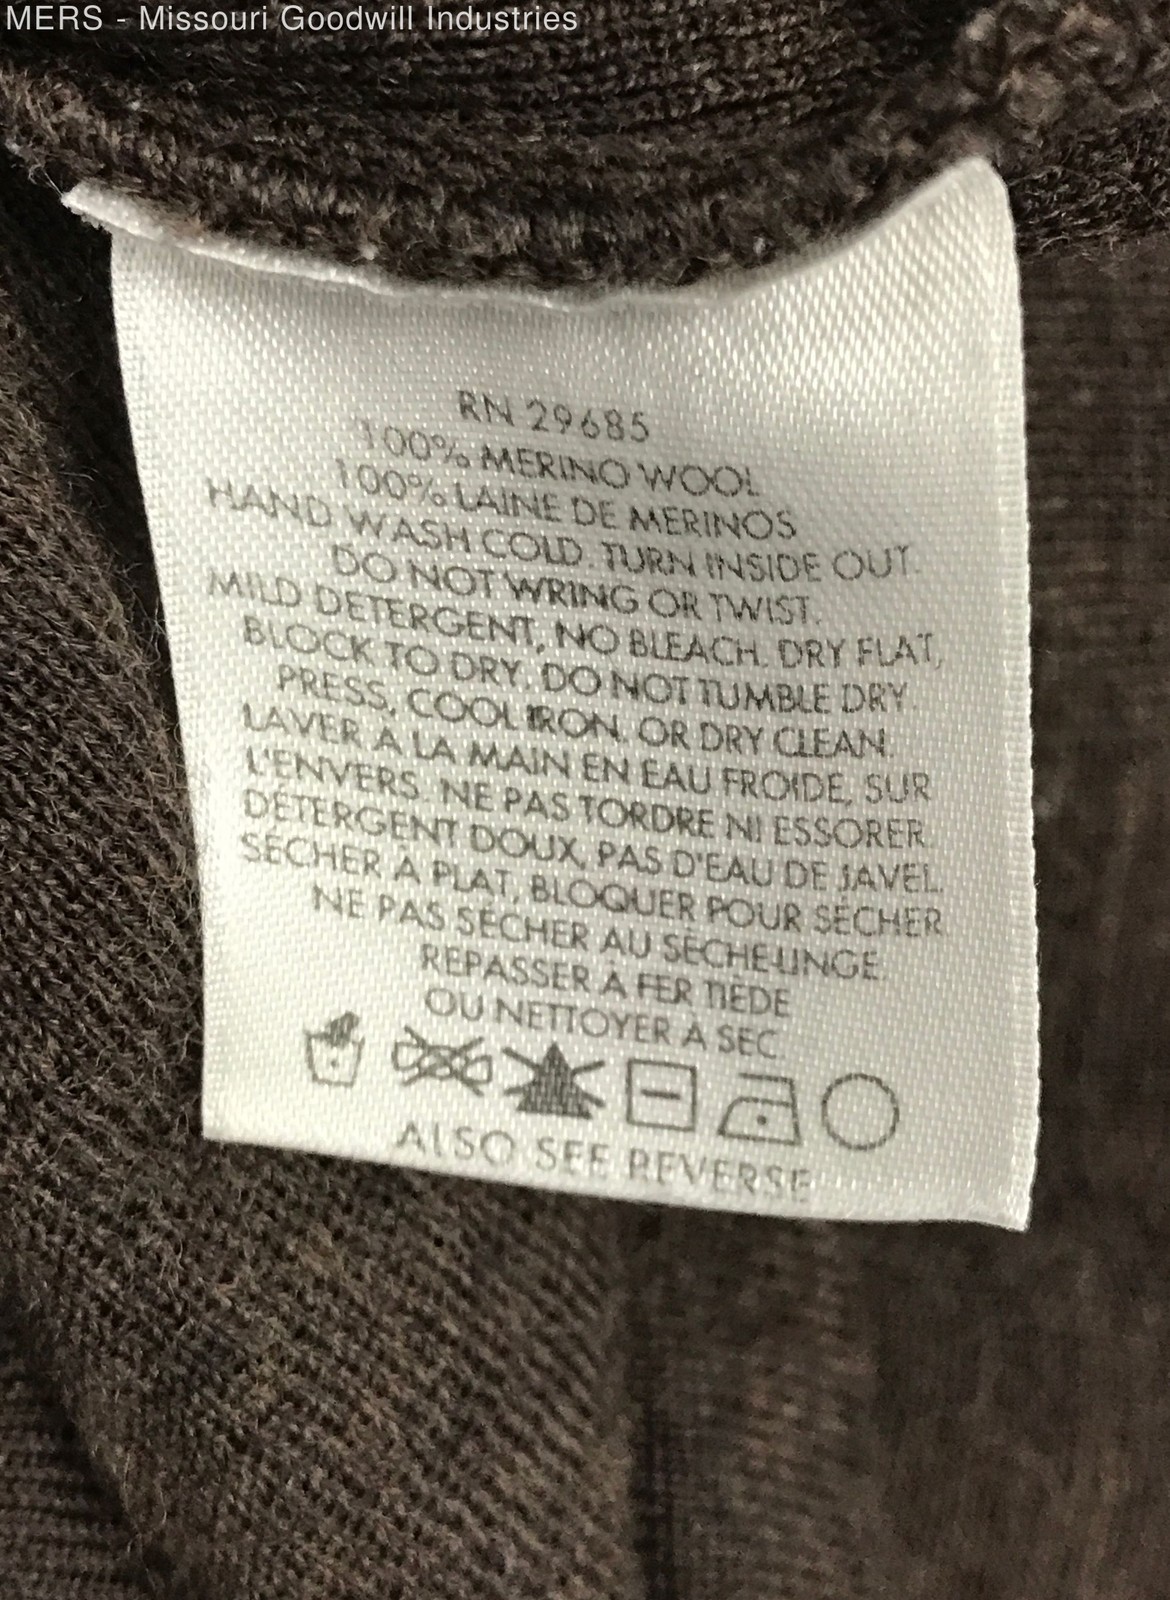 MERS - Missouri Goodwill Industries
RN 29685
100% MERINO WOOL
100% LAINE DE MERINOS
HAND WASH COLD. TURN INSIDE OUT.
DO NOT WRING OR TWIST.
MILD DETERGENT, NO BLEACH. DRY FLAT,
BLOCK TO DRY. DO NOT TUMBLE DRY.
PRESS, COOL IRON. OR DRY CLEAN.
LAVER À LA MAIN EN EAU FROIDE, SUR
L'ENVERS. NE PAS TORDRE NI ESSORER.
DÉTERGENT DOUX, PAS D'EAU DE JAVEL.
SÉCHER À PLAT, BLOQUER POUR SÉCHER.
NE PAS SÉCHER AU SÈCHE-LINGE.
REPASSER À FER TIÈDE
OU NETTOYER À SEC.
ALSO SEE REVERSE